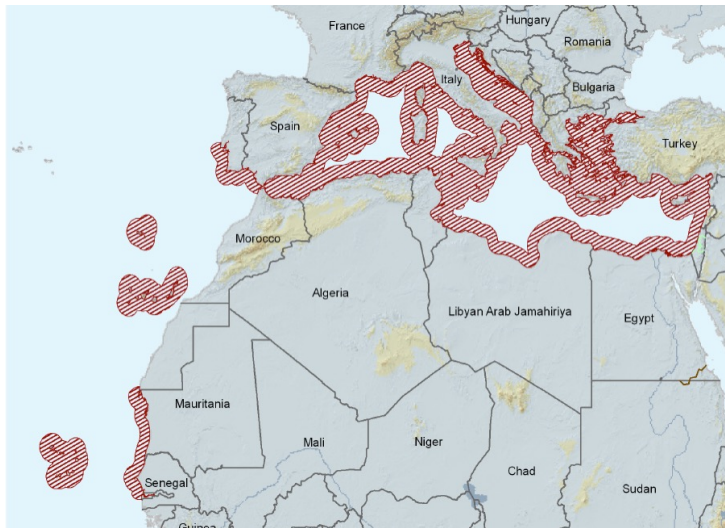 Hungary
France
Romania
Italy
Bulgaria
Spain
Turkey
Morocco
Algeria
Libyan Arab Jamahiriya
Egypt
Mauritania
Mali
Niger
Chad
Senegal
Sudan
Guinea